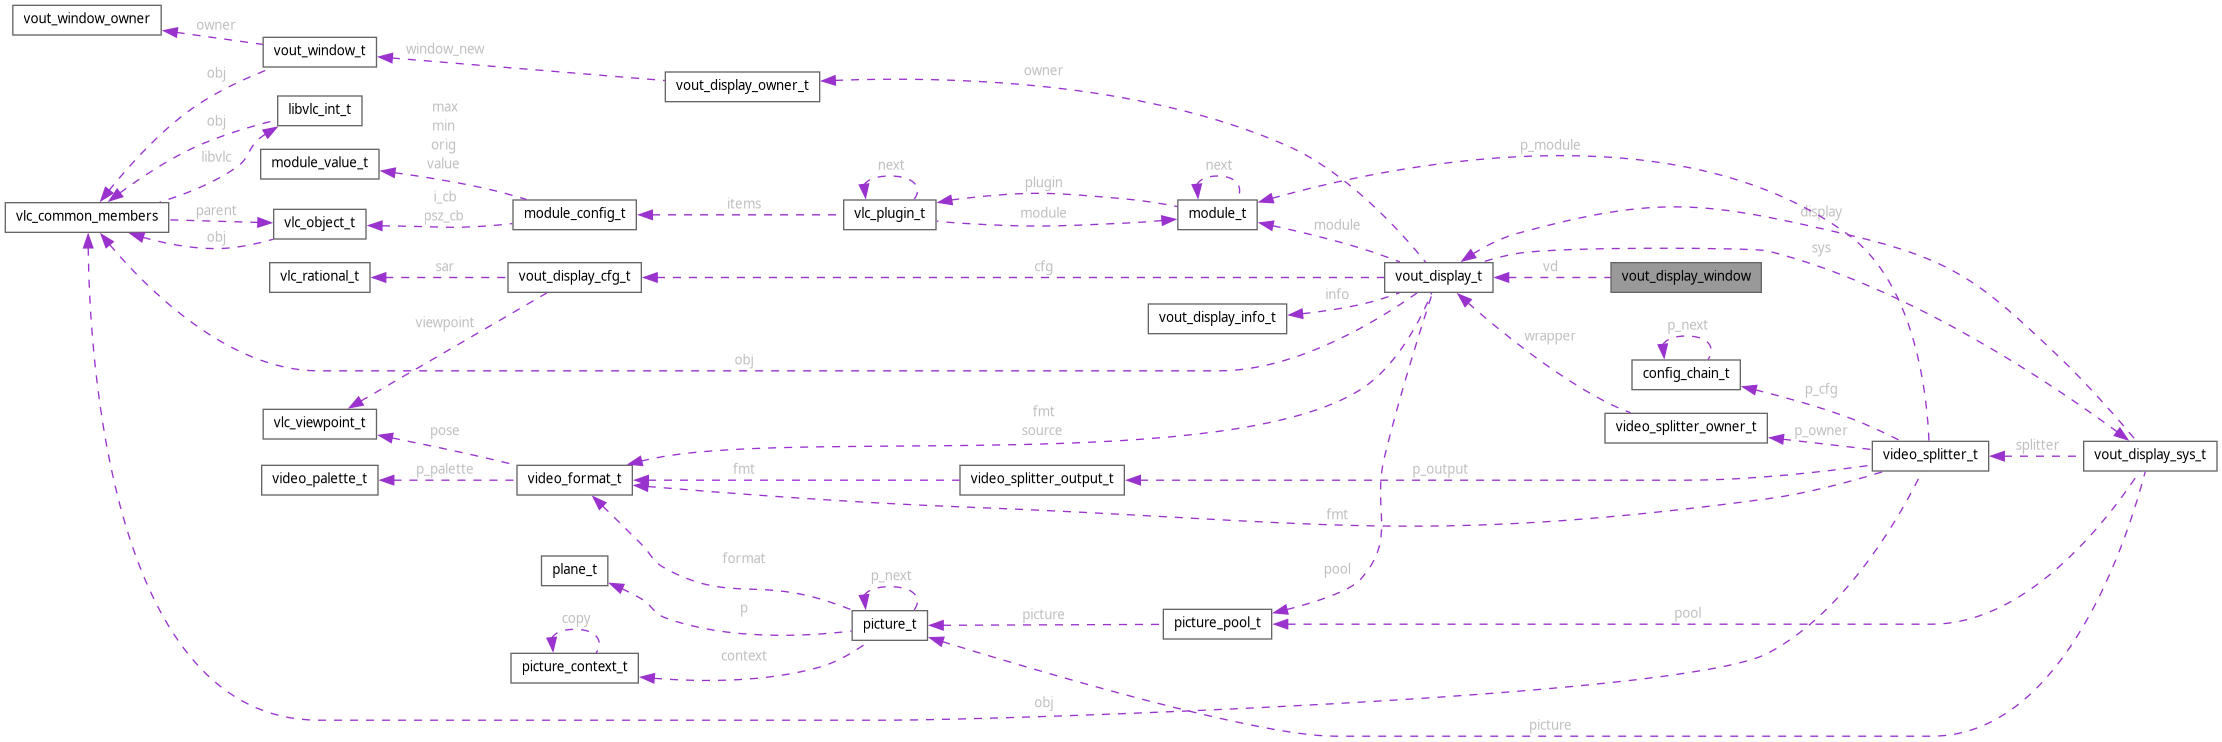 vout_window_owner
owner
vout_window_t
window_new
obj
vout_display_owner_t
owner
libvlc_int_t
max
min
orig
value
obj
libvlc
module_value_t
p_module
next
next
i_cb
psz_cb
plugin
module
items
vlc_common_members
parent
vlc_object_t
obj
module_config_t
vlc_plugin_t
module_t
module
display
sys
vlc_rational_t
sar
vout_display_cfg_t
cfg
vout_display_t
vd
vout_display_window
info
vout_display_info_t
viewpoint
wrapper
p_next
obj
config_chain_t
p_cfg
fmt
source
vlc_viewpoint_t
pose
video_splitter_owner_t
p_owner
splitter
video_splitter_t
vout_display_sys_t
video_palette_t
p_palette
video_format_t
fmt
video_splitter_output_t
p_output
fmt
format
plane_t
p_next
pool
p
copy
picture_t
picture
picture_pool_t
pool
context
picture_context_t
obj
picture